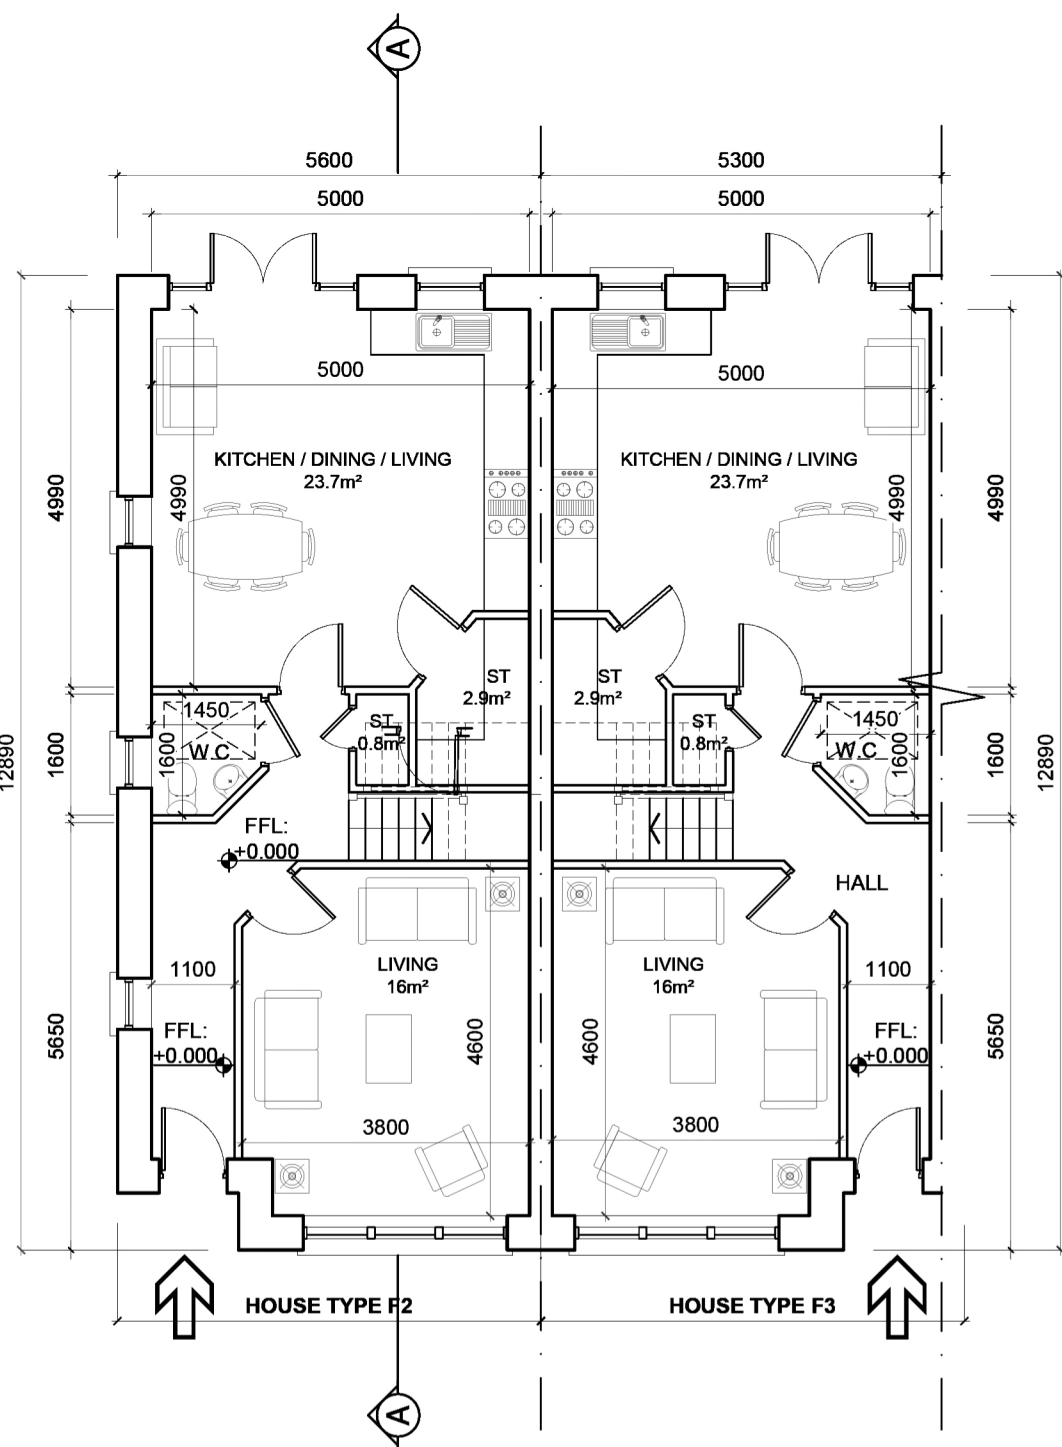 A
5600 5300
5000 5000
5000 5000
KITCHEN / DINING / LIVING KITCHEN / DINING / LIVING
23.7m² 23.7m²
4990 4990 4990 4990
ST ST
2.9m² 2.9m²
1450 ST ST 1450
W.C 0.8m² 0.8m² W.C
1600 1600 1600 1600
12890 12890
FFL:
+0.000
HALL
LIVING LIVING
16m² 16m²
1100 1100
FFL: FFL:
+0.000 +0.000
5650 4600 4600 5650
3800 3800
HOUSE TYPE F2 HOUSE TYPE F3
A